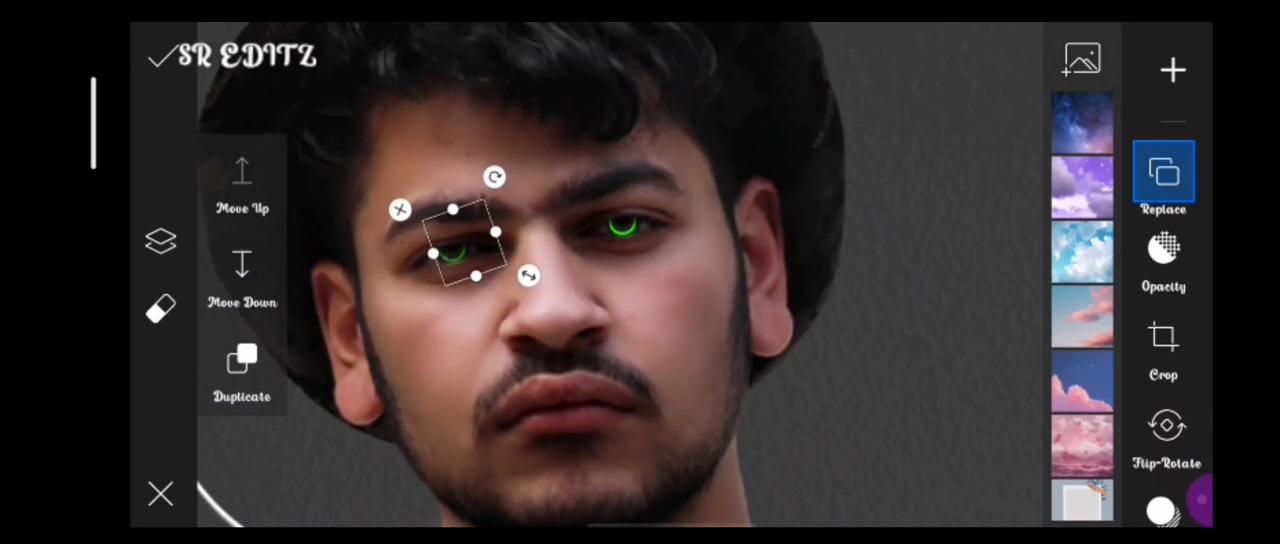 SR EDITZ
Move Up
Move Down
Duplicate
Replace
Opacity
Crop
Flip-Rotate